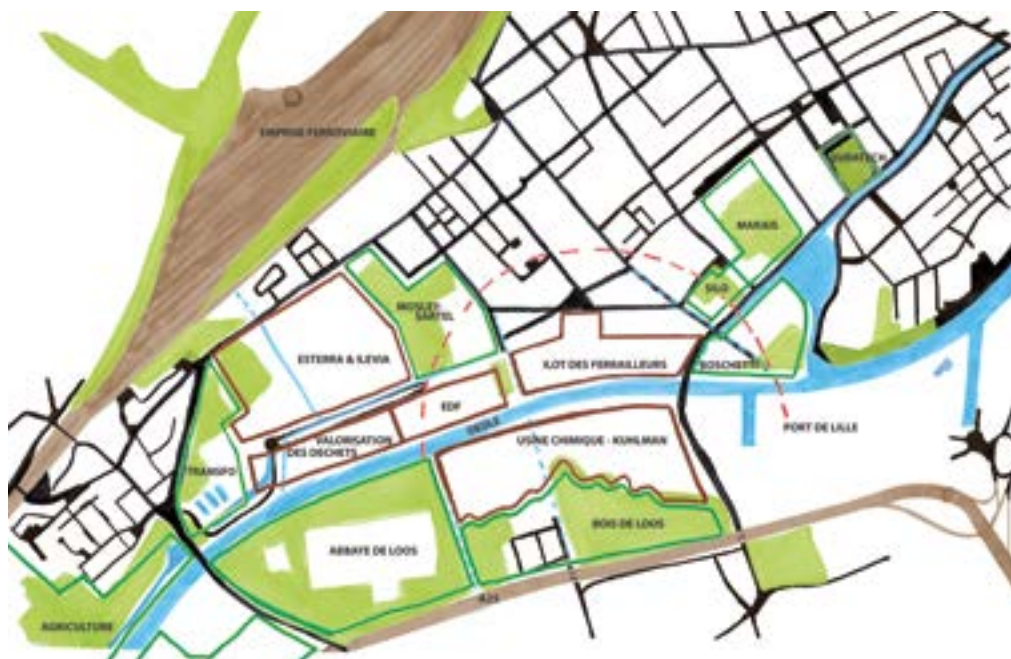 EMPRISE FERROVIAIRE
MARAIS
SILO
MOSLEY-
SARTEL
ESTERRA & ILEVIA
ILOT DES FERRAILLEURS
BOSCHETTI
EDF
DEULE
VALORISATION
DES DECHETS
USINE CHIMIQUE - KUHLMAN
PORT DE LILLE
TRANSPO
BOIS DE LOOS
ABBAYE DE LOOS
A25
AGRICULTURE